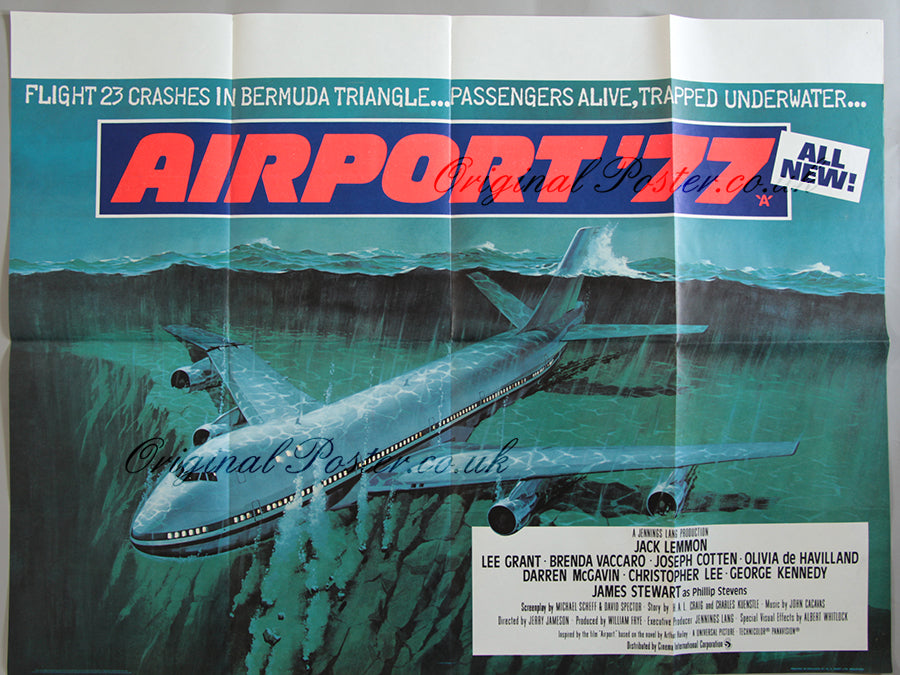 FLIGHT 23 CRASHES IN BERMUDA TRIANGLE...PASSENGERS ALIVE, TRAPPED UNDERWATER...
AIRPORT '77
A
ALL
NEW!
Original Poster.co.uk
Original Poster.co.uk
A JENNINGS LANG PRODUCTION
JACK LEMMON
LEE GRANT · BRENDA VACCARO · JOSEPH COTTEN · OLIVIA de HAVILLAND
DARREN McGAVIN · CHRISTOPHER LEE · GEORGE KENNEDY
JAMES STEWART as Phillip Stevens
Screenplay by MICHAEL SCHEFF & DAVID SPECTOR · Story by H.A.L. CRAIG and CHARLES KUENSTLE · Music by JOHN CACAVAS
Directed by JERRY JAMESON · Produced by WILLIAM FRYE · Executive Producer JENNINGS LANG · Special Visual Effects by ALBERT WHITLOCK
Inspired by the film "Airport" based on the novel by Arthur Hailey · A UNIVERSAL PICTURE · TECHNICOLOR® PANAVISION®
Distributed by Cinema International Corporation